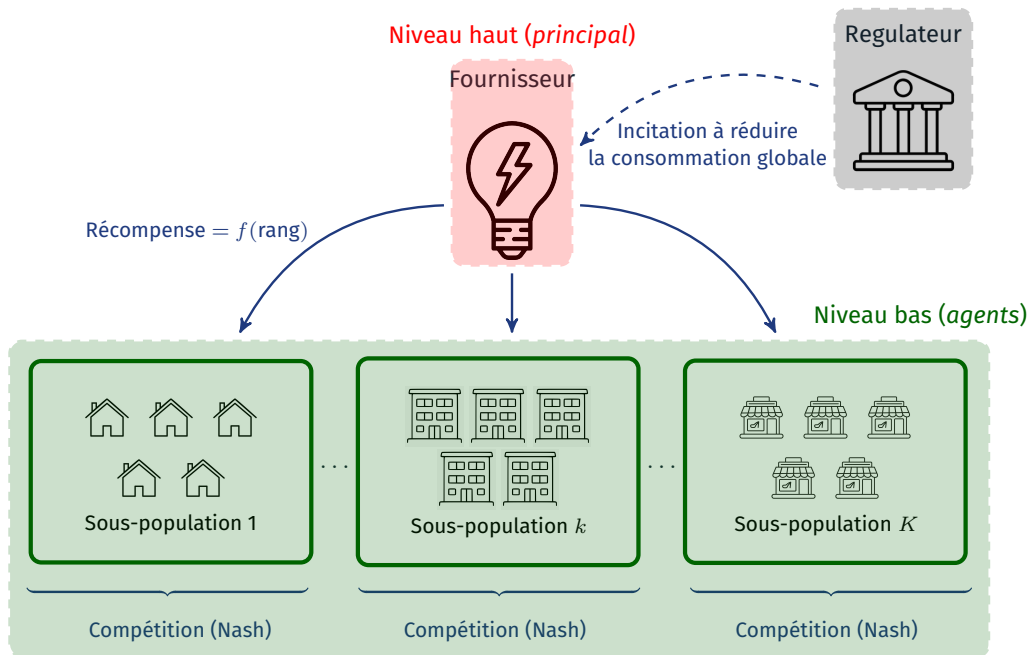 Niveau haut (principal)
Regulateur
Fournisseur
Incitation à réduire
la consommation globale
Récompense = f(rang)
Niveau bas (agents)
Sous-population 1
...
Sous-population k
...
Sous-population K
Compétition (Nash)
Compétition (Nash)
Compétition (Nash)